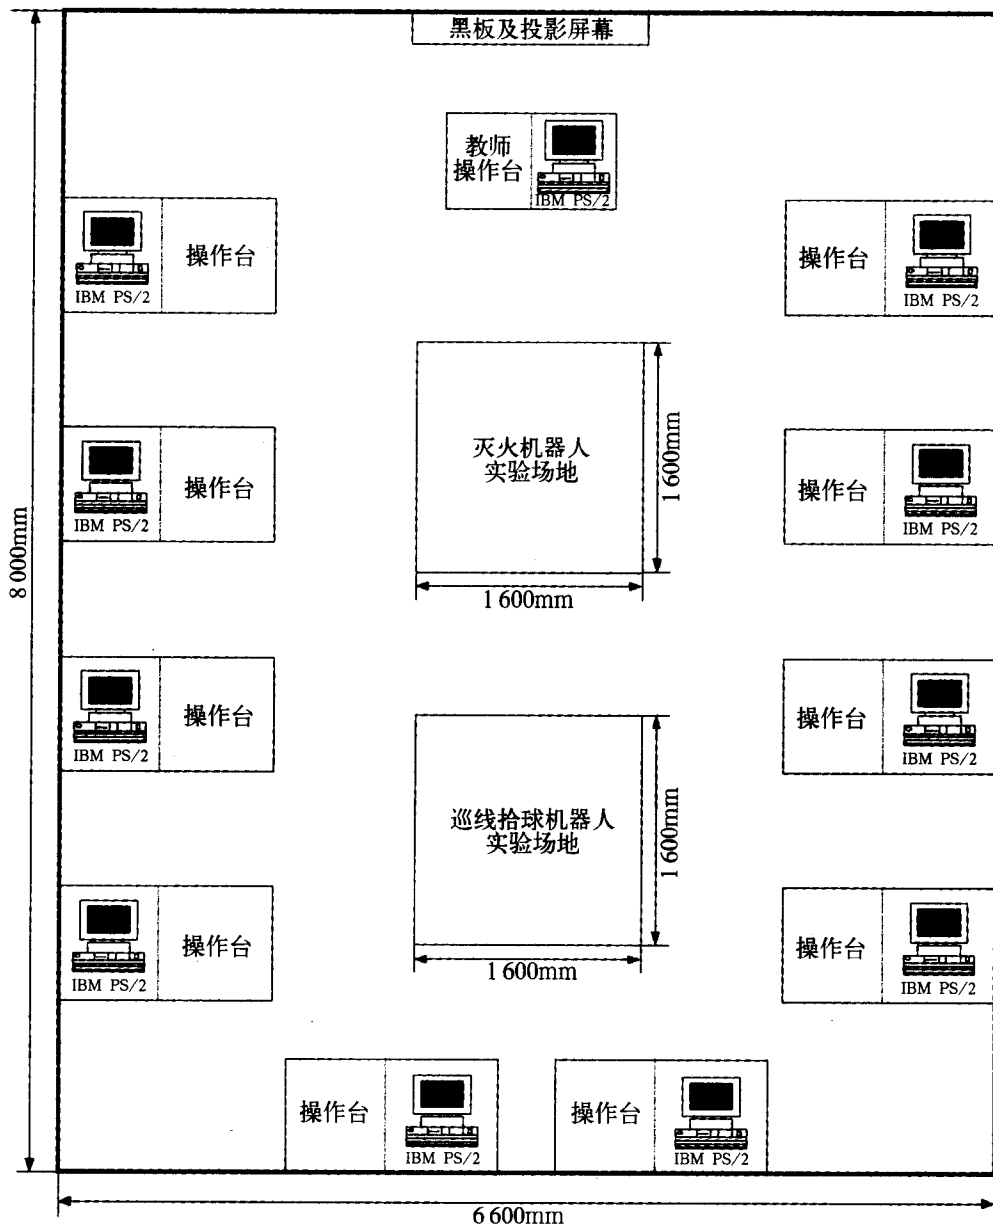 黑板及投影屏幕
教师
操作台
IBM PS/2
操作台
IBM PS/2
操作台
IBM PS/2
灭火机器人
实验场地
1 600mm
1 600mm
操作台
IBM PS/2
操作台
IBM PS/2
8 000mm
操作台
IBM PS/2
操作台
IBM PS/2
巡线拾球机器人
实验场地
1 600mm
1 600mm
操作台
IBM PS/2
操作台
IBM PS/2
操作台
IBM PS/2
操作台
IBM PS/2
6 600mm